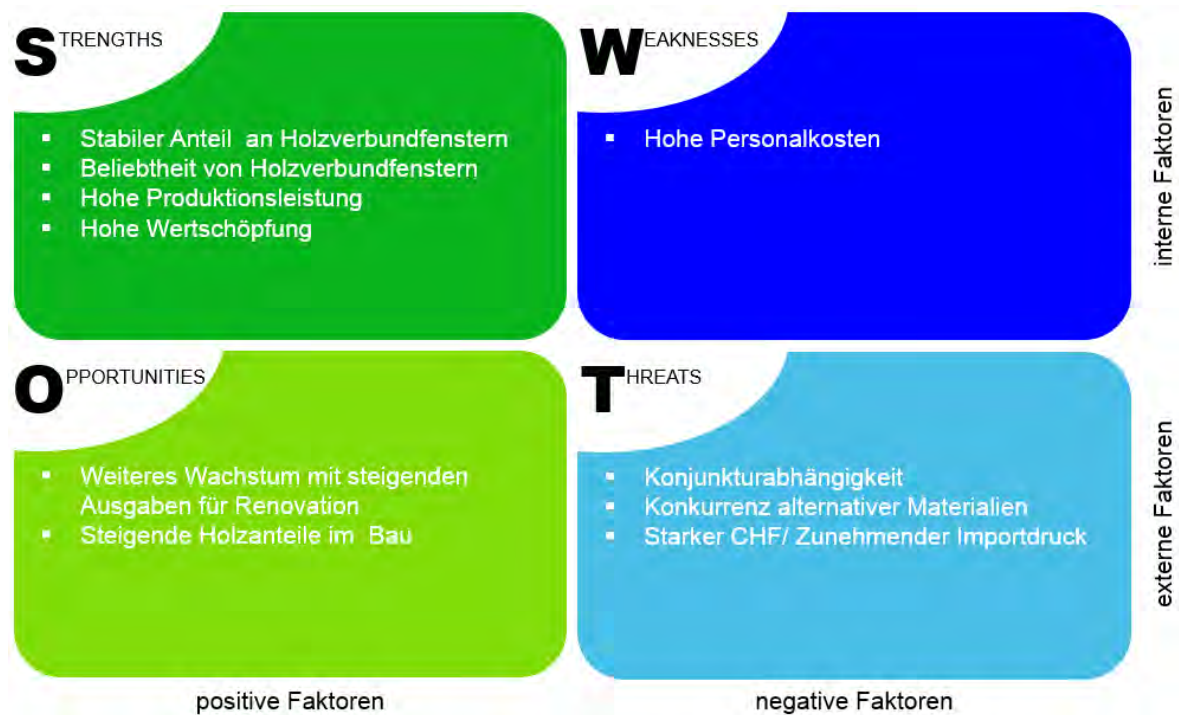 STRENGTHS
▪ Stabiler Anteil an Holzverbundfenstern
▪ Beliebtheit von Holzverbundfenstern
▪ Hohe Produktionsleistung
▪ Hohe Wertschöpfung
WEAKNESSES
▪ Hohe Personalkosten
interne Faktoren
OPPORTUNITIES
▪ Weiteres Wachstum mit steigenden
Ausgaben für Renovation
▪ Steigende Holzanteile im Bau
THREATS
▪ Konjunkturabhängigkeit
▪ Konkurrenz alternativer Materialien
▪ Starker CHF/ Zunehmender Importdruck
externe Faktoren
positive Faktoren
negative Faktoren